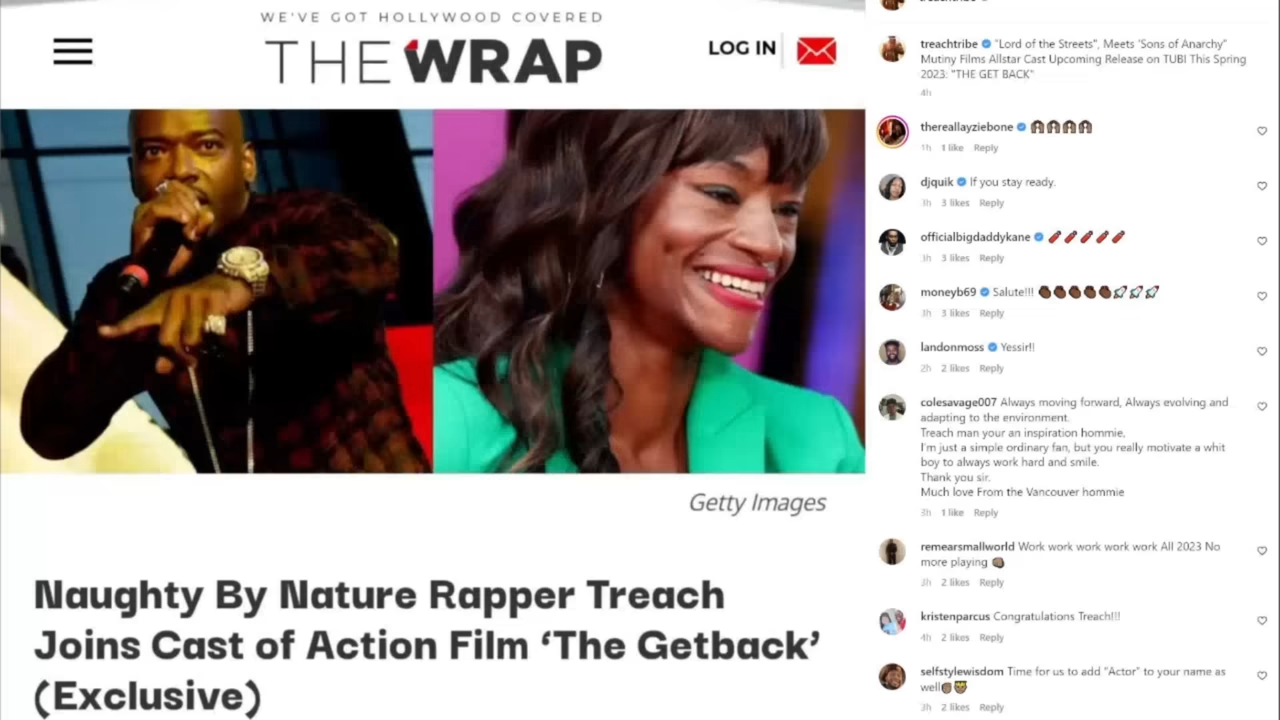 WE'VE GOT HOLLYWOOD COVERED
THE WRAP
LOG IN
Getty Images
Naughty By Nature Rapper Treach
Joins Cast of Action Film ‘The Getback’
(Exclusive)
treachtribe "Lord of the Streets", Meets 'Sons of Anarchy"
Mutiny Films Allstar Cast Upcoming Release on TUBI This Spring
2023: "THE GET BACK"
4h
thereallayziebone
1h 1 like Reply
djquik If you stay ready.
3h 3 likes Reply
officialbigdaddykane
3h 3 likes Reply
moneyb69 Salute!!!
3h 3 likes Reply
landonmoss Yessir!!
2h 2 likes Reply
colesavage007 Always moving forward, Always evolving and
adapting to the environment.
Treach man your an inspiration hommie.
I'm just a simple ordinary fan, but you really motivate a whit
boy to always work hard and smile.
Thank you sir.
Much love From the Vancouver hommie
3h 1 like Reply
remearsmallworld Work work work work work All 2023 No
more playing
3h 2 likes Reply
kristenparcus Congratulations Treach!!!
4h 2 likes Reply
selfstylewisdom Time for us to add "Actor" to your name as
well
3h 2 likes Reply